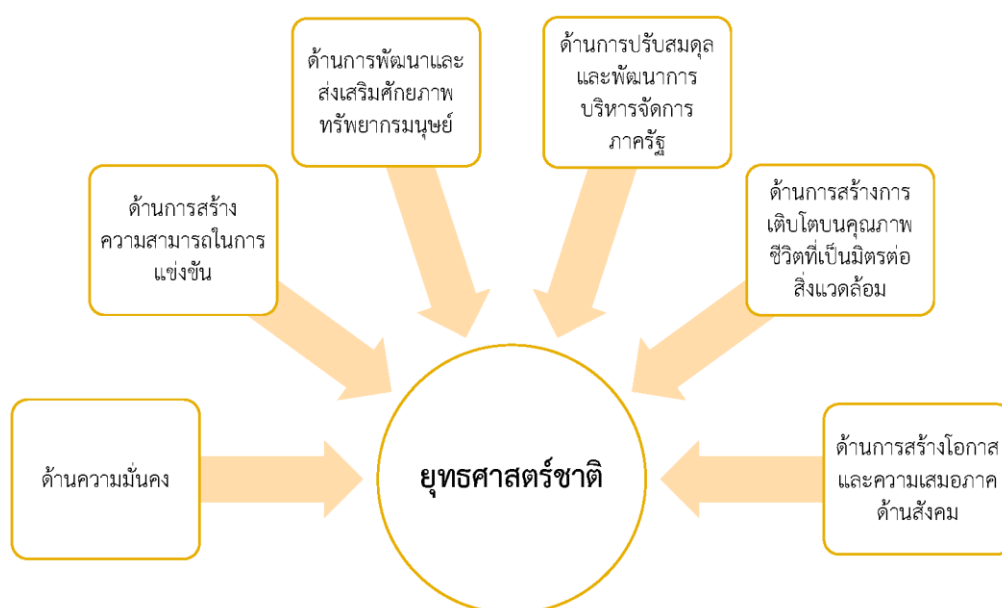 ด้านการพัฒนาและ
ส่งเสริมศักยภาพ
ทรัพยากรมนุษย์
ด้านการปรับสมดุล
และพัฒนาการ
บริหารจัดการ
ภาครัฐ
ด้านการสร้าง
ความสามารถในการ
แข่งขัน
ด้านการสร้างการ
เติบโตบนคุณภาพ
ชีวิตที่เป็นมิตรต่อ
สิ่งแวดล้อม
ด้านความมั่นคง
ยุทธศาสตร์ชาติ
ด้านการสร้างโอกาส
และความเสมอภาค
ด้านสังคม